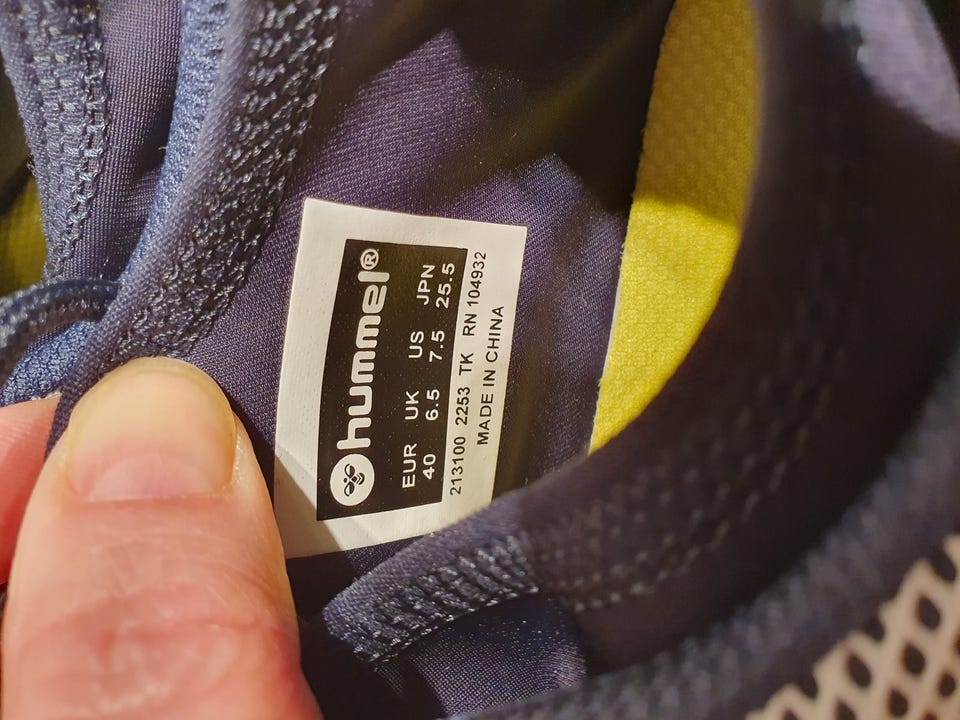 hummel®
EUR UK US JPN
40 6.5 7.5 25.5
213100 2253 TK RN 104932
MADE IN CHINA